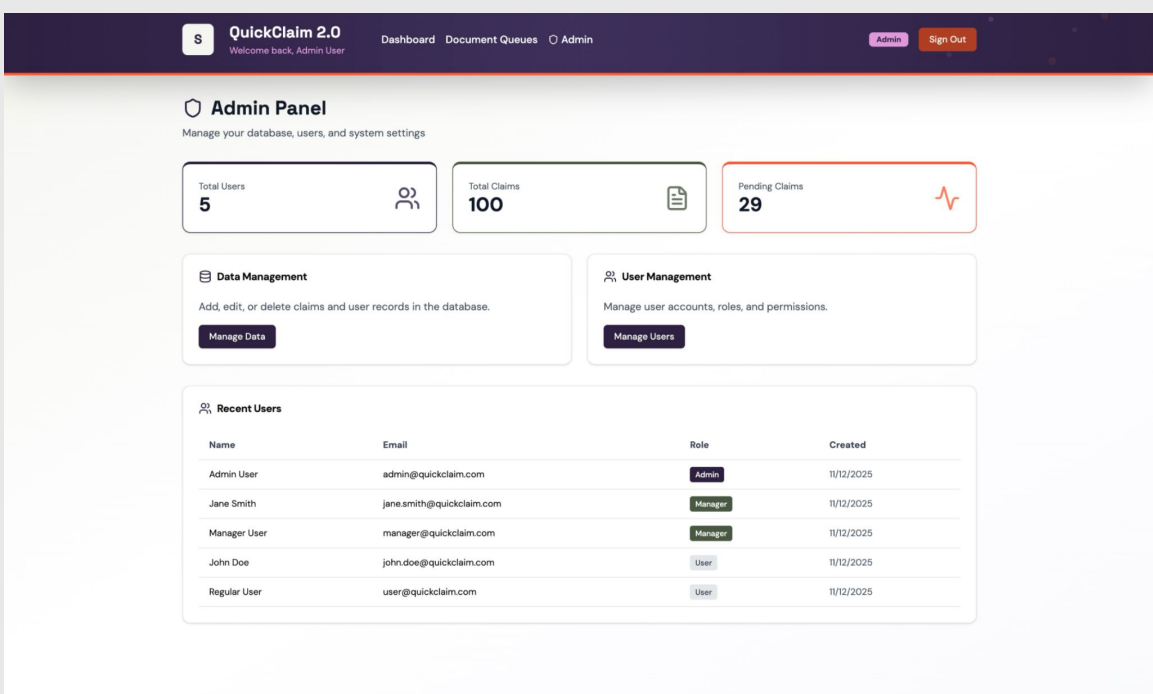 S
QuickClaim 2.0
Welcome back, Admin User
Dashboard Document Queues Admin
Admin
Sign Out
Admin Panel
Manage your database, users, and system settings
Total Users
5
Total Claims
100
Pending Claims
29
Data Management
Add, edit, or delete claims and user records in the database.
Manage Data
User Management
Manage user accounts, roles, and permissions.
Manage Users
Recent Users
Name Email Role Created
Admin User admin@quickclaim.com Admin 11/12/2025
Jane Smith jane.smith@quickclaim.com Manager 11/12/2025
Manager User manager@quickclaim.com Manager 11/12/2025
John Doe john.doe@quickclaim.com User 11/12/2025
Regular User user@quickclaim.com User 11/12/2025